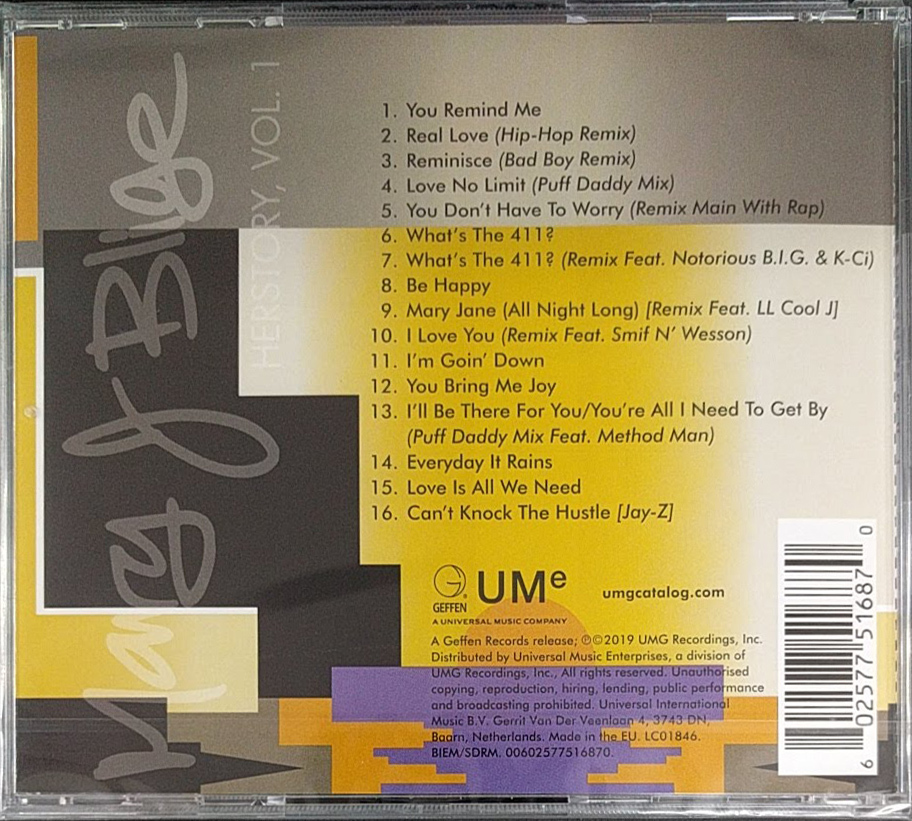 Mary J Blige
HERSTORY, VOL. 1
1. You Remind Me
2. Real Love (Hip-Hop Remix)
3. Reminisce (Bad Boy Remix)
4. Love No Limit (Puff Daddy Mix)
5. You Don't Have To Worry (Remix Main With Rap)
6. What's The 411?
7. What's The 411? (Remix Feat. Notorious B.I.G. & K-Ci)
8. Be Happy
9. Mary Jane (All Night Long) [Remix Feat. LL Cool J]
10. I Love You (Remix Feat. Smif N' Wesson)
11. I'm Goin' Down
12. You Bring Me Joy
13. I'll Be There For You/You're All I Need To Get By
(Puff Daddy Mix Feat. Method Man)
14. Everyday It Rains
15. Love Is All We Need
16. Can't Knock The Hustle [Jay-Z]
G GEFFEN
UMe
umgcatalog.com
A UNIVERSAL MUSIC COMPANY
A Geffen Records release; ℗©2019 UMG Recordings, Inc.
Distributed by Universal Music Enterprises, a division of
UMG Recordings, Inc., All rights reserved. Unauthorised
copying, reproduction, hiring, lending, public performance
and broadcasting prohibited. Universal International
Music B.V. Gerrit Van Der Veenlaan 4, 3743 DN,
Baarn, Netherlands. Made in the EU. LC01846.
BIEM/SDRM. 00602577516870.
6 02577 51687 0